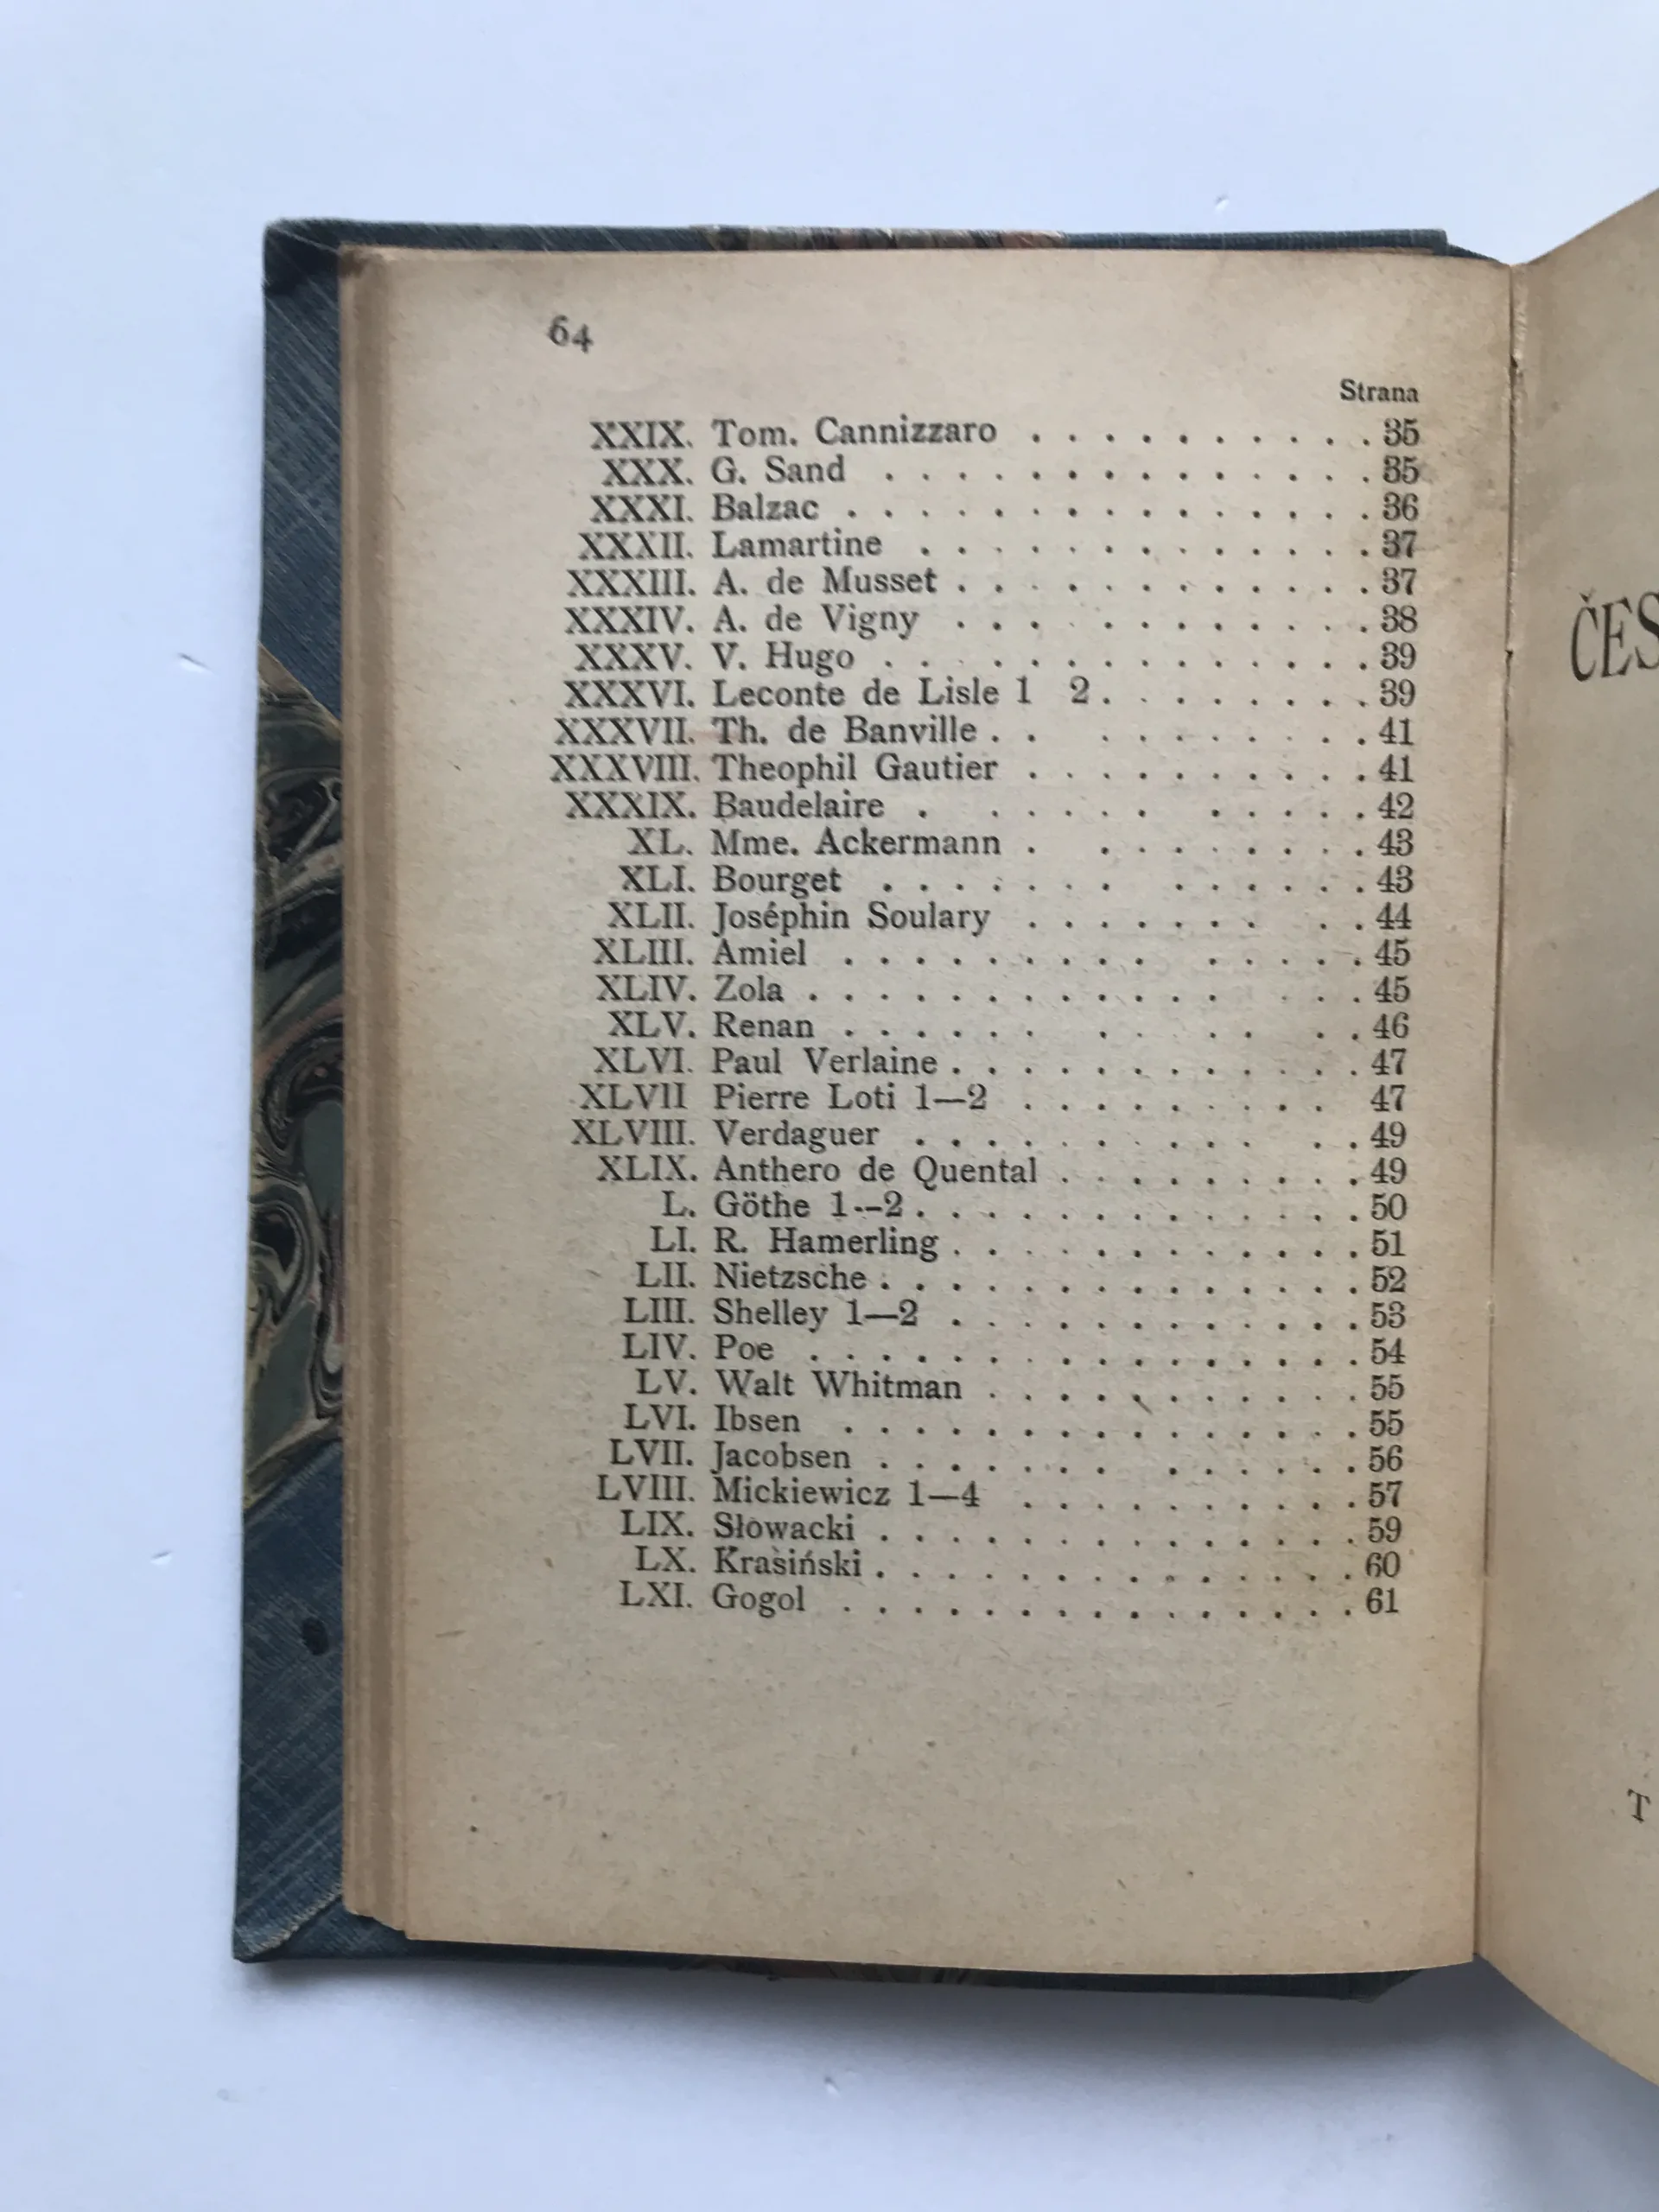 64
Strana
XXIX. Tom. Cannizzaro . . . . . . . . . . 35
XXX. G. Sand . . . . . . . . . . . . . . 35
XXXI. Balzac . . . . . . . . . . . . . . . 36
XXXII. Lamartine . . . . . . . . . . . . . 37
XXXIII. A. de Musset . . . . . . . . . . . . 37
XXXIV. A. de Vigny . . . . . . . . . . . 38
XXXV. V. Hugo . . . . . . . . . . . . . 39
XXXVI. Leconte de Lisle 1 2 . . . . . . . . 39
XXXVII. Th. de Banville . . . . . . . . . . 41
XXXVIII. Theophil Gautier . . . . . . . . . . 41
XXXIX. Baudelaire . . . . . . . . . . . 42
XL. Mme. Ackermann . . . . . . . . . 43
XLI. Bourget . . . . . . . . . . . . . 43
XLII. Joséphin Soulary . . . . . . . . . 44
XLIII. Amiel . . . . . . . . . . . . . . 45
XLIV. Zola . . . . . . . . . . . . . . . 45
XLV. Renan . . . . . . . . . . . 46
XLVI. Paul Verlaine . . . . . . . . . . . . 47
XLVII Pierre Loti 1—2 . . . . . . . . . 47
XLVIII. Verdaguer . . . . . . . . . . . 49
XLIX. Anthero de Quental . . . . . . . . . 49
L. Göthe 1--2 . . . . . . . . . . . . . 50
LI. R. Hamerling . . . . . . . . . . . . 51
LII. Nietzsche . . . . . . . . . . . . . . 52
LIII. Shelley 1—2 . . . . . . . . . . . . 53
LIV. Poe . . . . . . . . . . . . . . . . 54
LV. Walt Whitman . . . . . . . . . . . 55
LVI. Ibsen . . . . . . . . . . . . . . . 55
LVII. Jacobsen . . . . . . . . . . . . . 56
LVIII. Mickiewicz 1—4 . . . . . . . . . . 57
LIX. Słowacki . . . . . . . . . . . . . . 59
LX. Krasiński . . . . . . . . . . . . . . 60
LXI. Gogol . . . . . . . . . . . . . . . 61
ČES
T